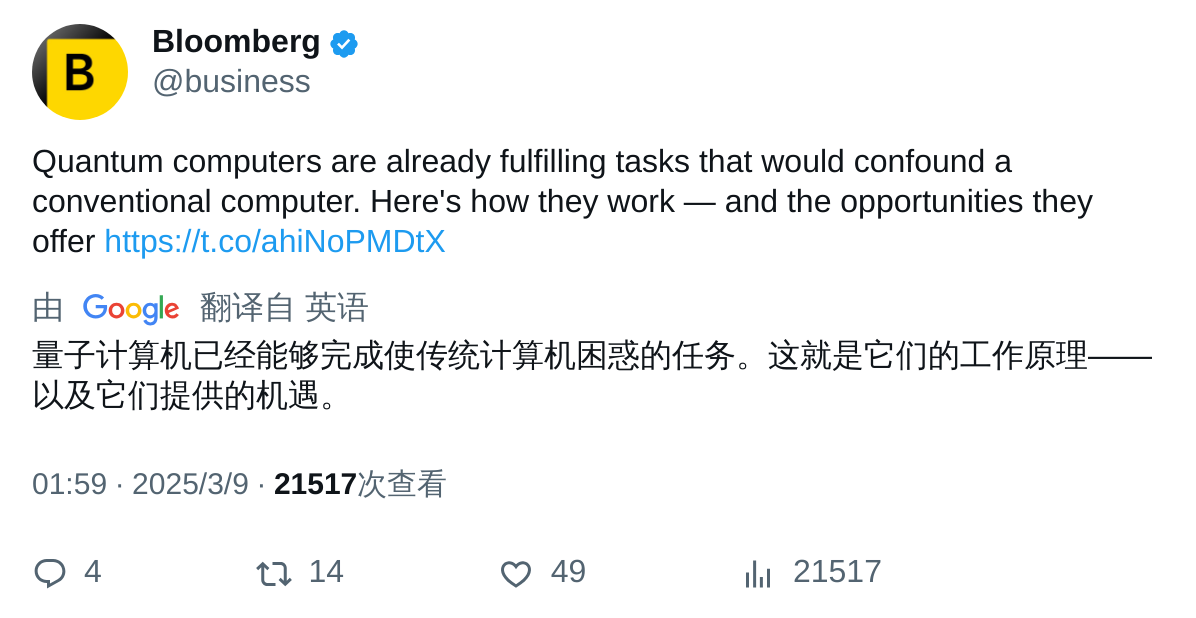 B
Bloomberg
@business
Quantum computers are already fulfilling tasks that would confound a
conventional computer. Here's how they work — and the opportunities they
offer https://t.co/ahiNoPMDtX
由 Google 翻译自 英语
量子计算机已经能够完成使传统计算机困惑的任务。这就是它们的工作原理——
以及它们提供的机遇。
01:59 · 2025/3/9 · 21517次查看
4 14 49 21517